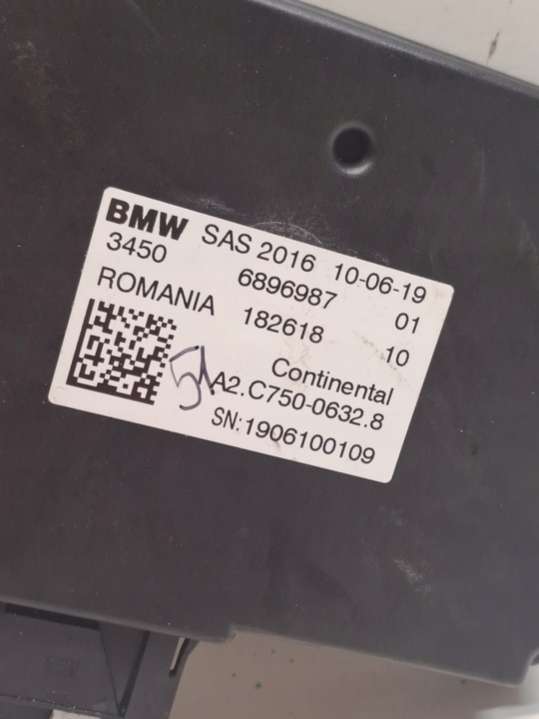 BMW SAS 2016 10-06-19
3450 6896987 01
ROMANIA 182618 10
Continental
51 A2.C750-0632.8
SN:1906100109